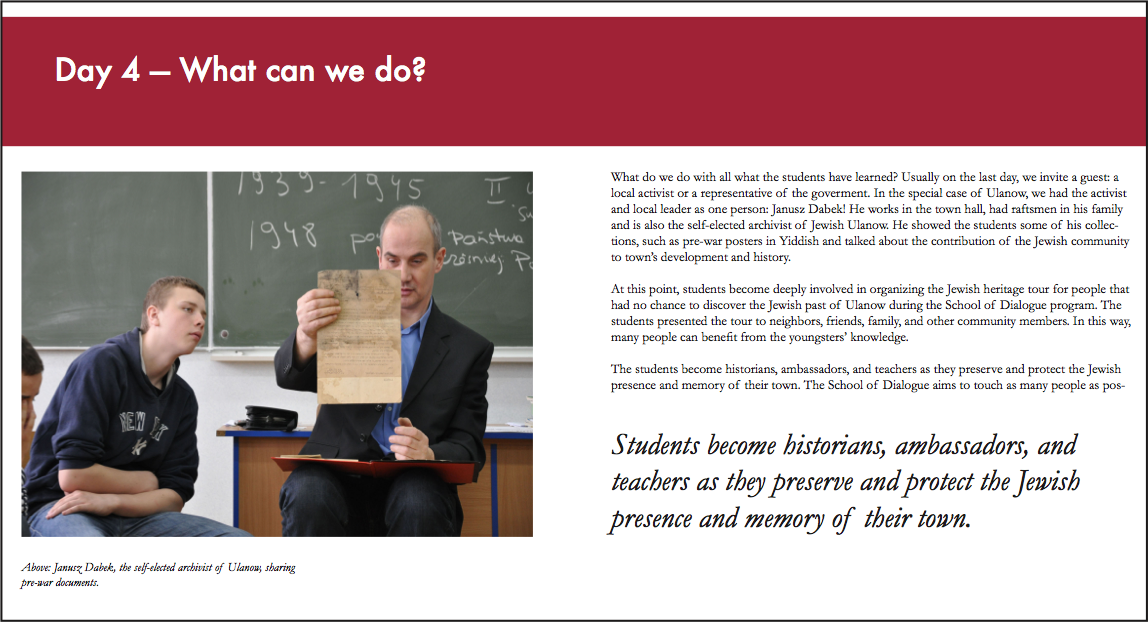 Day 4 — What can we do?
1939-1945 II
1948
państwa
What do we do with all what the students have learned? Usually on the last day, we invite a guest: a
local activist or a representative of the goverment. In the special case of Ulanow, we had the activist
and local leader as one person: Janusz Dabek! He works in the town hall, had raftsmen in his family
and is also the self-elected archivist of Jewish Ulanow. He showed the students some of his collec-
tions, such as pre-war posters in Yiddish and talked about the contribution of the Jewish community
to town’s development and history.
At this point, students become deeply involved in organizing the Jewish heritage tour for people that
had no chance to discover the Jewish past of Ulanow during the School of Dialogue program. The
students presented the tour to neighbors, friends, family, and other community members. In this way,
many people can benefit from the youngsters’ knowledge.
The students become historians, ambassadors, and teachers as they preserve and protect the Jewish
presence and memory of their town. The School of Dialogue aims to touch as many people as pos-
Students become historians, ambassadors, and
teachers as they preserve and protect the Jewish
presence and memory of their town.
Above: Janusz Dabek, the self-elected archivist of Ulanow, sharing
pre-war documents.